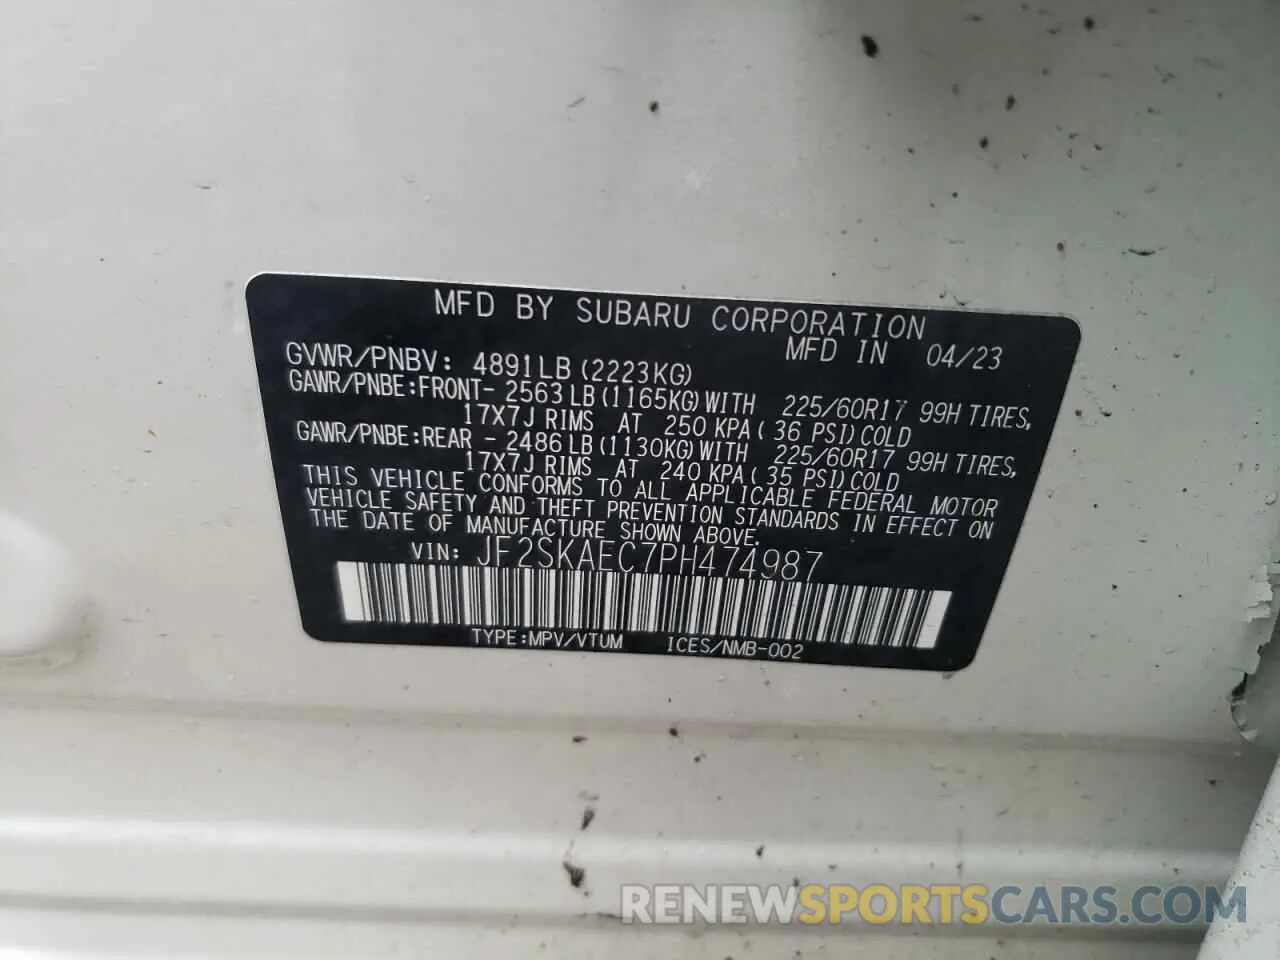 MFD BY SUBARU CORPORATION
MFD IN 04/23
GVWR/PNBV: 4891LB (2223KG)
GAWR/PNBE:FRONT- 2563LB (1165KG)WITH 225/60R17 99H TIRES,
17X7J RIMS AT 250 KPA( 36 PSI)COLD
GAWR/PNBE:REAR - 2486LB (1130KG)WITH 225/60R17 99H TIRES,
17X7J RIMS AT 240 KPA( 35 PSI)COLD
THIS VEHICLE CONFORMS TO ALL APPLICABLE FEDERAL MOTOR
VEHICLE SAFETY AND THEFT PREVENTION STANDARDS IN EFFECT ON
THE DATE OF MANUFACTURE SHOWN ABOVE.
VIN: JF2SKAEC7PH474987
TYPE:MPV/VTUM ICES/NMB-002
RENEWSPORTSCARS.COM